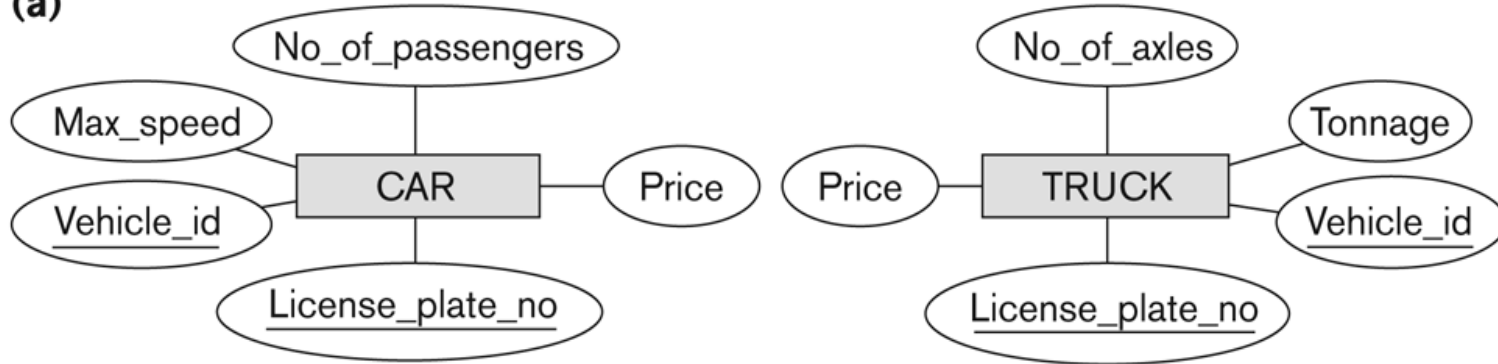 (a)
No_of_passengers
Max_speed
CAR
Price
Vehicle_id
License_plate_no
No_of_axles
Tonnage
Price
TRUCK
Vehicle_id
License_plate_no